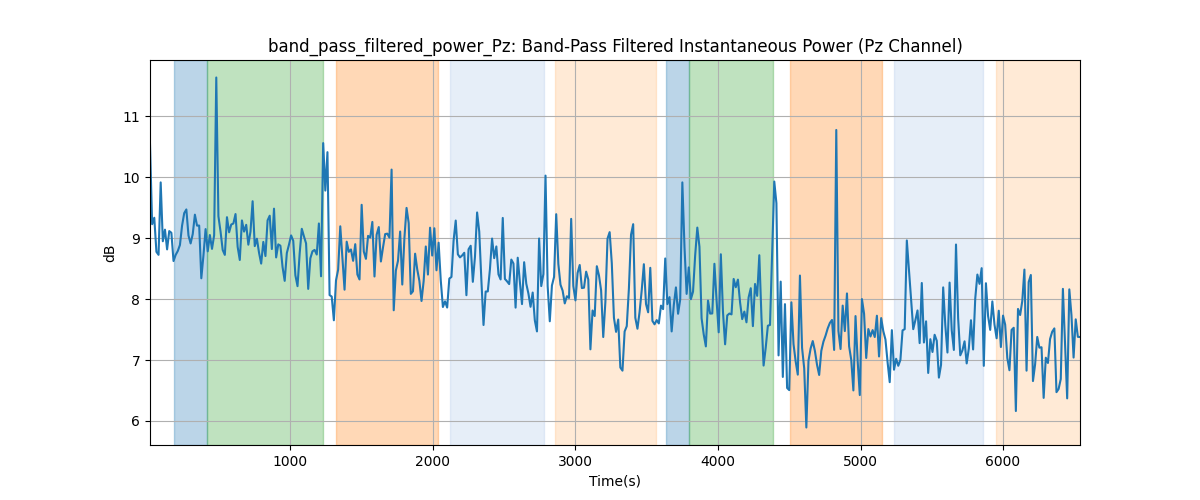 band_pass_filtered_power_Pz: Band-Pass Filtered Instantaneous Power (Pz Channel)
11
10
9
8
7
6
dB
1000 2000 3000 4000 5000 6000
Time(s)